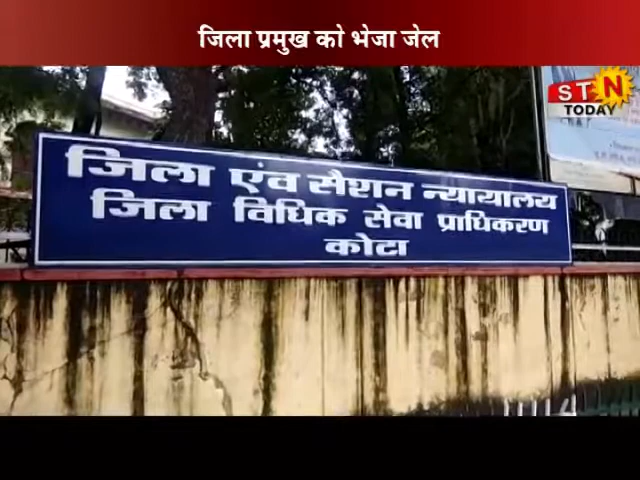 जिला प्रमुख को भेजा जेल
STN
TODAY
जिला एंव सैशन न्यायालय
जिला विधिक सेवा प्राधिकरण
कोटा